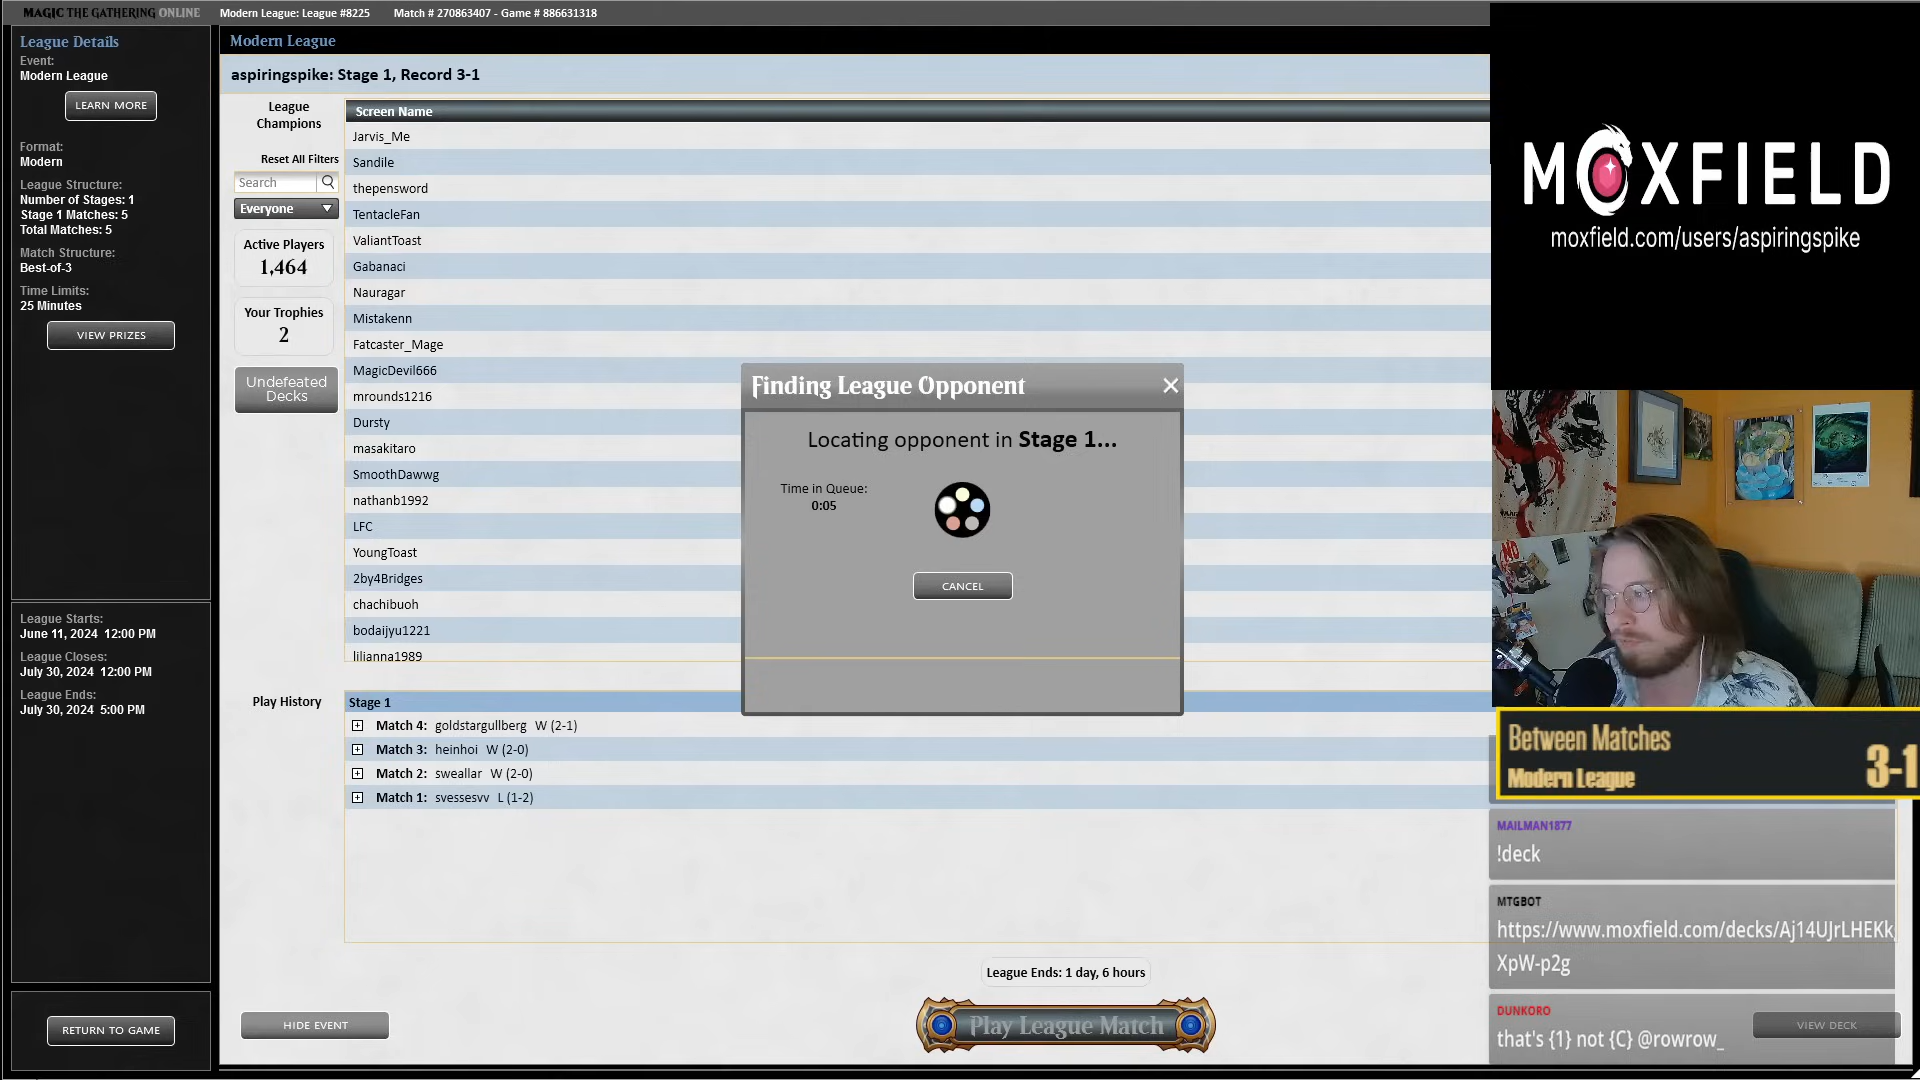 MAGIC THE GATHERING ONLINE
Modern League: League #8225
Match # 270863407 - Game # 886631318
League Details
Event:
Modern League
LEARN MORE
Format:
Modern
League Structure:
Number of Stages: 1
Stage 1 Matches: 5
Total Matches: 5
Match Structure:
Best-of-3
Time Limits:
25 Minutes
VIEW PRIZES
League Starts:
June 11, 2024 12:00 PM
League Closes:
July 30, 2024 12:00 PM
League Ends:
July 30, 2024 5:00 PM
RETURN TO GAME
Modern League
aspiringspike: Stage 1, Record 3-1
League
Champions
Reset All Filters
Search
Everyone
Active Players
1,464
Your Trophies
2
Undefeated
Decks
Screen Name
Jarvis_Me
Sandile
thepensword
TentacleFan
ValiantToast
Gabanaci
Nauragar
Mistakenn
Fatcaster_Mage
MagicDevil666
mrounds1216
Dursty
masakitaro
SmoothDawwg
nathanb1992
LFC
YoungToast
2by4Bridges
chachibuoh
bodaijyu1221
lilianna1989
Finding League Opponent
Locating opponent in Stage 1...
Time in Queue:
0:05
CANCEL
Play History
Stage 1
Match 4: goldstargullberg W (2-1)
Match 3: heinhoi W (2-0)
Match 2: sweallar W (2-0)
Match 1: svessesvv L (1-2)
League Ends: 1 day, 6 hours
HIDE EVENT
Play League Match
MOXFIELD
moxfield.com/users/aspiringspike
Between Matches
Modern League
3-1
MAILMAN1877
!deck
MTGBOT
https://www.moxfield.com/decks/Aj14UJrLHEKk
XpW-p2g
DUNKORO
that's {1} not {C} @rowrow_
VIEW DECK